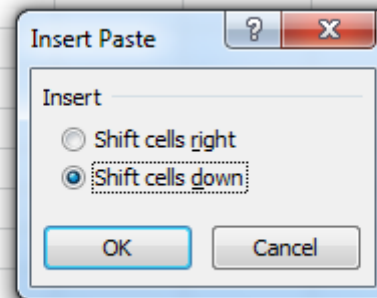 Insert Paste
Insert
Shift cells right
Shift cells down
OK
Cancel